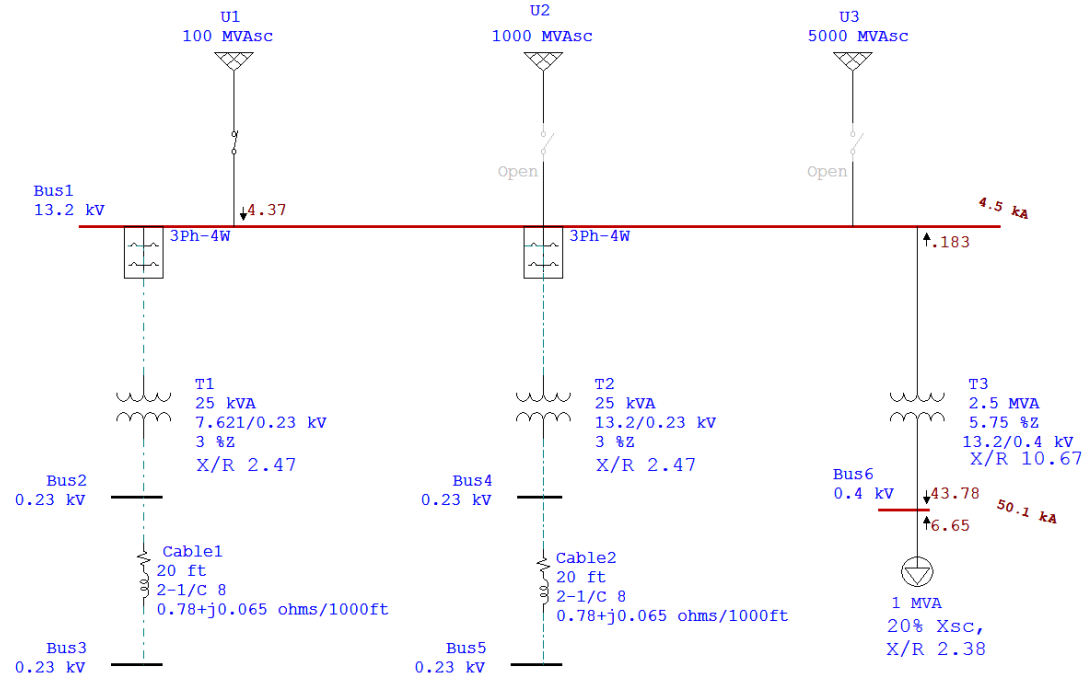 U1
100 MVAsc
U2
1000 MVAsc
U3
5000 MVAsc
Open
Open
Bus1
13.2 kV
4.37
4.5 kA
3Ph-4W
3Ph-4W
.183
T1
25 kVA
7.621/0.23 kV
3 %Z
X/R 2.47
T2
25 kVA
13.2/0.23 kV
3 %Z
X/R 2.47
T3
2.5 MVA
5.75 %Z
13.2/0.4 kV
X/R 10.67
Bus2
0.23 kV
Bus4
0.23 kV
Bus6
0.4 kV
43.78
50.1 kA
6.65
Cable1
20 ft
2-1/C 8
0.78+j0.065 ohms/1000ft
Cable2
20 ft
2-1/C 8
0.78+j0.065 ohms/1000ft
1 MVA
20% Xsc,
X/R 2.38
Bus3
0.23 kV
Bus5
0.23 kV